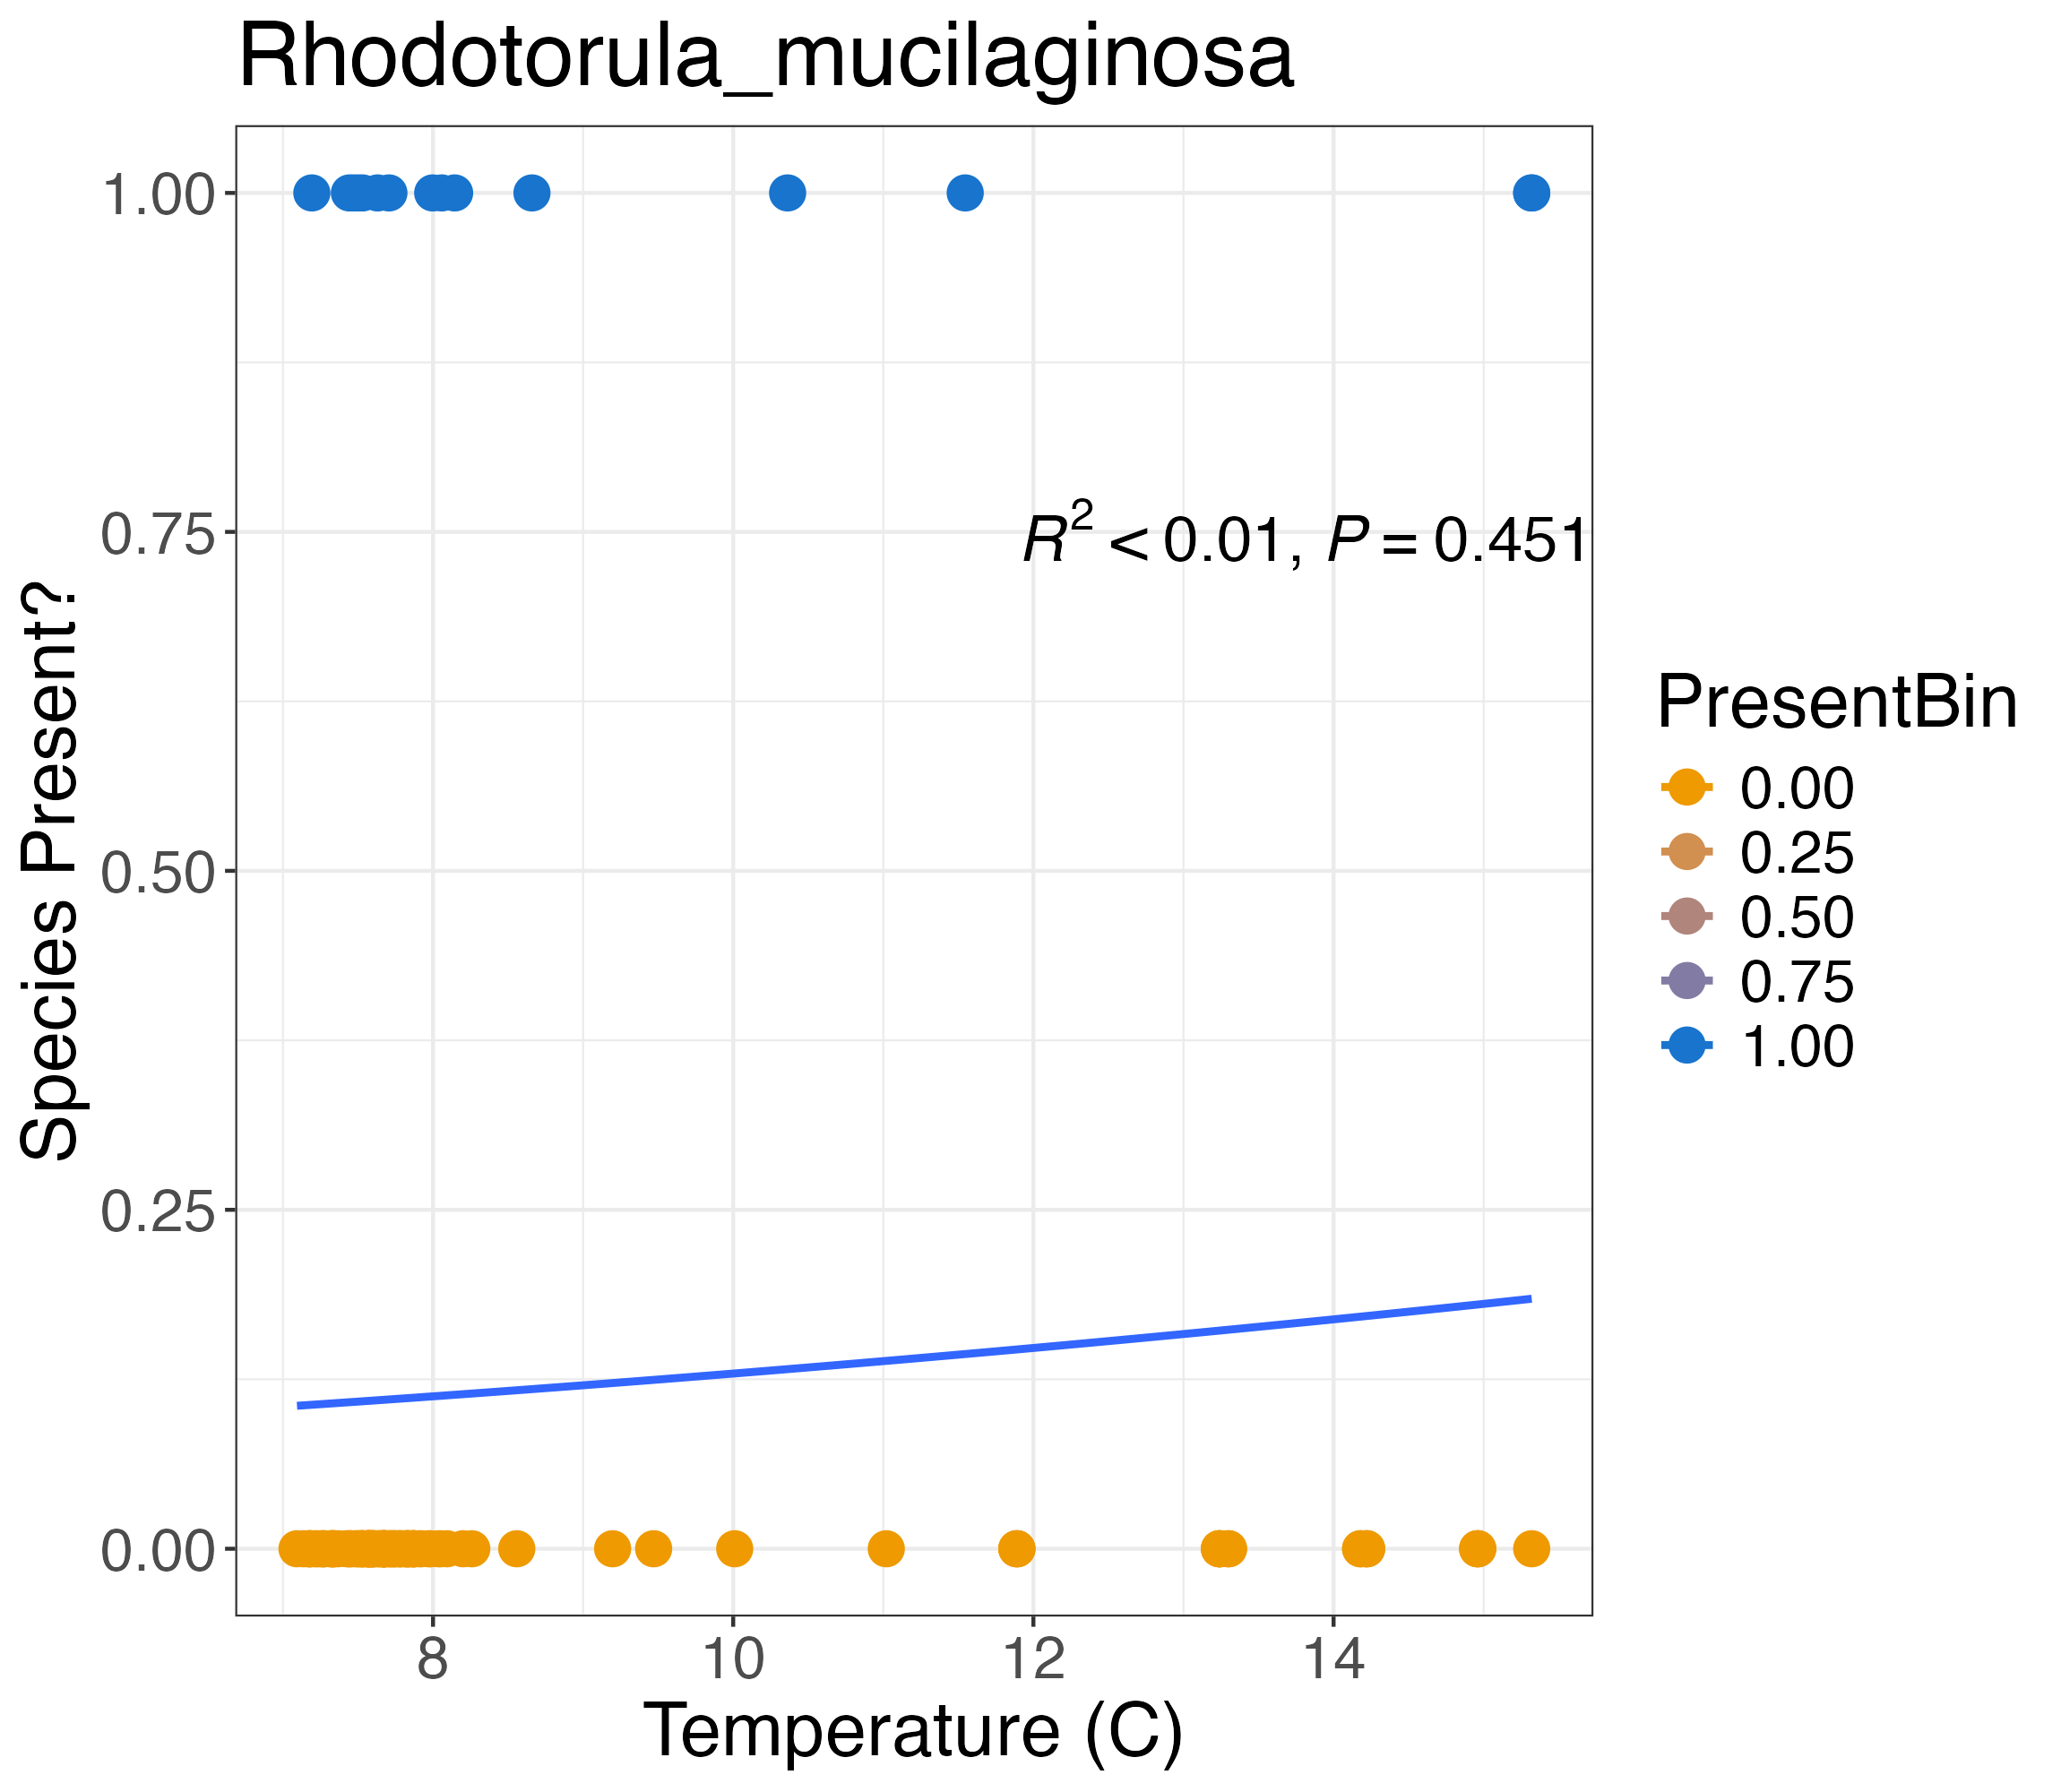 Rhodotorula_mucilaginosa
1.00
0.75
0.50
0.25
0.00
Species Present?
R² < 0.01, P = 0.451
8 10 12 14
Temperature (C)
PresentBin
0.00
0.25
0.50
0.75
1.00